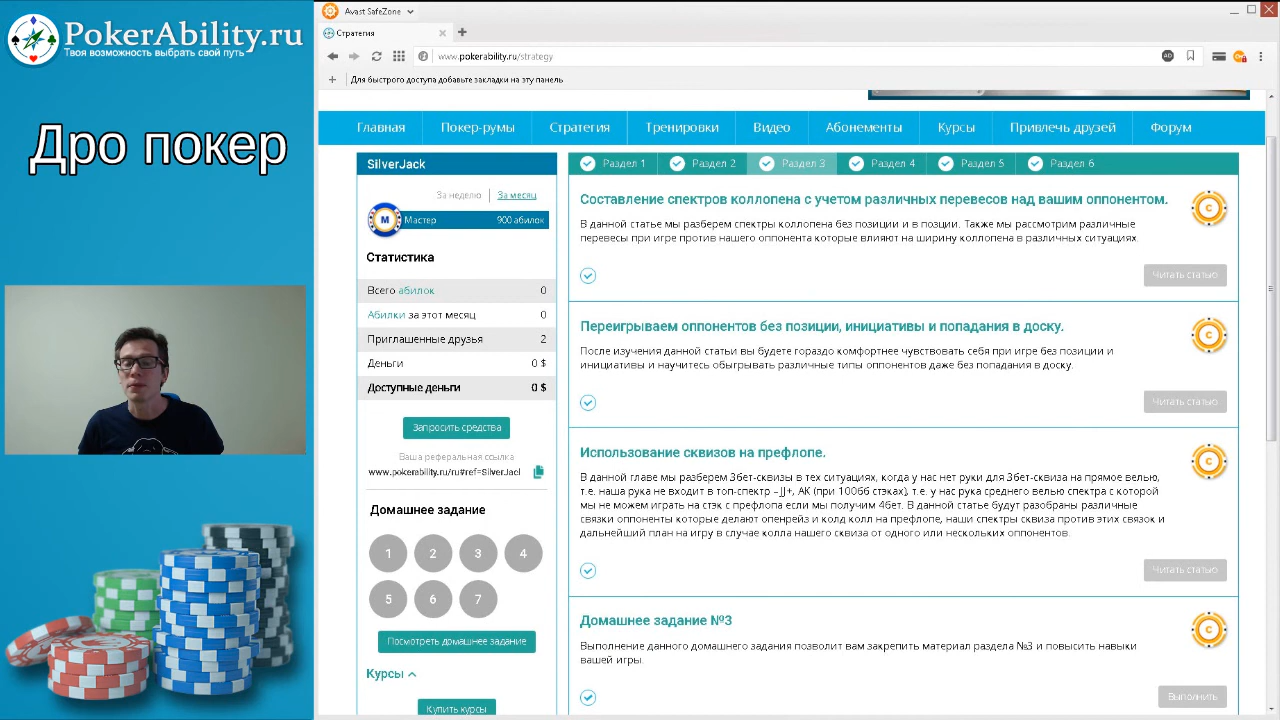 PokerAbility.ru
Твоя возможность выбрать свой путь
Дро покер
Avast SafeZone
Стратегия
www.pokerability.ru/strategy
AD
Для быстрого доступа добавьте закладки на эту панель
Главная
Покер-румы
Стратегия
Тренировки
Видео
Абонементы
Курсы
Привлечь друзей
Форум
SilverJack
За неделю
За месяц
М
Мастер
900 абилок
Статистика
Всего абилок 0
Абилки за этот месяц 0
Приглашенные друзья 2
Деньги 0 $
Доступные деньги 0 $
Запросить средства
Ваша реферальная ссылка
www.pokerability.ru/ru#ref=SilverJacl
Домашнее задание
1 2 3 4
5 6 7
Посмотреть домашнее задание
Курсы
Купить курсы
Раздел 1
Раздел 2
Раздел 3
Раздел 4
Раздел 5
Раздел 6
Составление спектров коллопена с учетом различных перевесов над вашим оппонентом.
С
В данной статье мы разберем спектры коллопена без позиции и в позции. Также мы рассмотрим различные
перевесы при игре против нашего оппонента которые влияют на ширину коллопена в различных ситуациях.
Читать статью
Переигрываем оппонентов без позиции, инициативы и попадания в доску.
С
После изучения данной статьи вы будете гораздо комфортнее чувствовать себя при игре без позиции и
инициативы и научитесь обыгрывать различные типы оппонентов даже без попадания в доску.
Читать статью
Использование сквизов на префлопе.
С
В данной главе мы разберем 3бет-сквизы в тех ситуациях, когда у нас нет руки для 3бет-сквиза на прямое велью,
т.е. наша рука не входит в топ-спектр – JJ+, АК (при 100бб стэках), т.е. у нас рука среднего велью спектра с которой
мы не можем играть на стэк с префлопа если мы получим 4бет. В данной статье будут разобраны различные
связки оппоненты которые делают опенрейз и колд колл на префлопе, наши спектры сквиза против этих связок и
дальнейший план на игру в случае колла нашего сквиза от одного или нескольких оппонентов.
Читать статью
Домашнее задание №3
С
Выполнение данного домашнего задания позволит вам закрепить материал раздела №3 и повысить навыки
вашей игры.
Выполнить